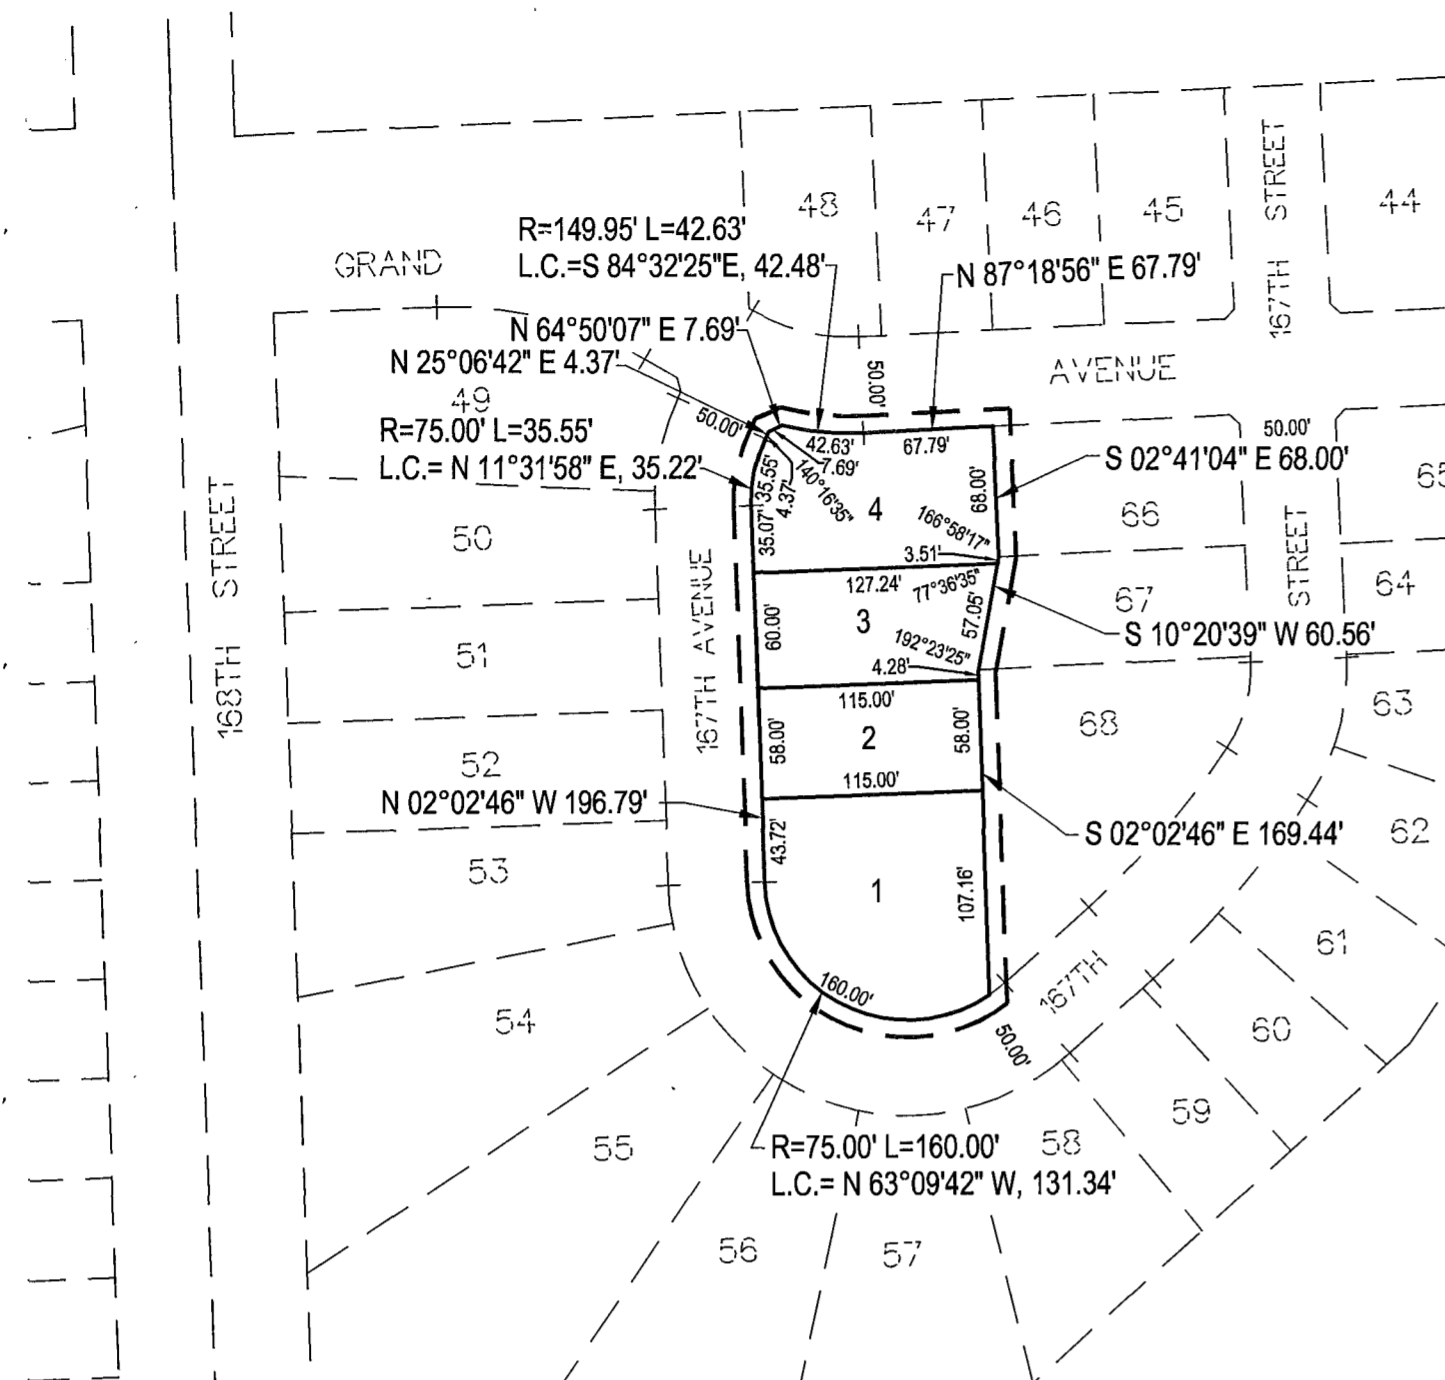 48
47
46
45
167TH STREET
44
R=149.95' L=42.63'
L.C.=S 84°32'25"E, 42.48'
GRAND
N 87°18'56" E 67.79'
N 64°50'07" E 7.69'
N 25°06'42" E 4.37'
AVENUE
49
50.00'
50.00'
50.00'
R=75.00' L=35.55'
L.C.= N 11°31'58" E, 35.22'
42.63'
67.79'
7.69'
S 02°41'04" E 68.00'
35.55'
4.37'
140°16'35"
68.00'
65
4
66
166°58'17"
50
35.07'
3.51'
168TH STREET
167TH AVENUE
STREET
127.24'
77°36'35"
67
64
3
60.00'
57.05'
S 10°20'39" W 60.56'
51
192°23'25"
4.28'
115.00'
63
2
68
58.00'
58.00'
52
115.00'
N 02°02'46" W 196.79'
S 02°02'46" E 169.44'
62
43.72'
53
1
107.16'
61
160.00'
167TH
54
50.00'
60
59
55
R=75.00' L=160.00'
58
L.C.= N 63°09'42" W, 131.34'
56
57